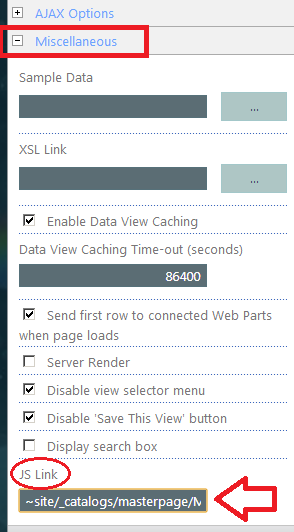 AJAX Options
Miscellaneous
Sample Data
...
XSL Link
...
Enable Data View Caching
Data View Caching Time-out (seconds)
86400
Send first row to connected Web Parts
when page loads
Server Render
Disable view selector menu
Disable 'Save This View' button
Display search box
JS Link
~site/_catalogs/masterpage/